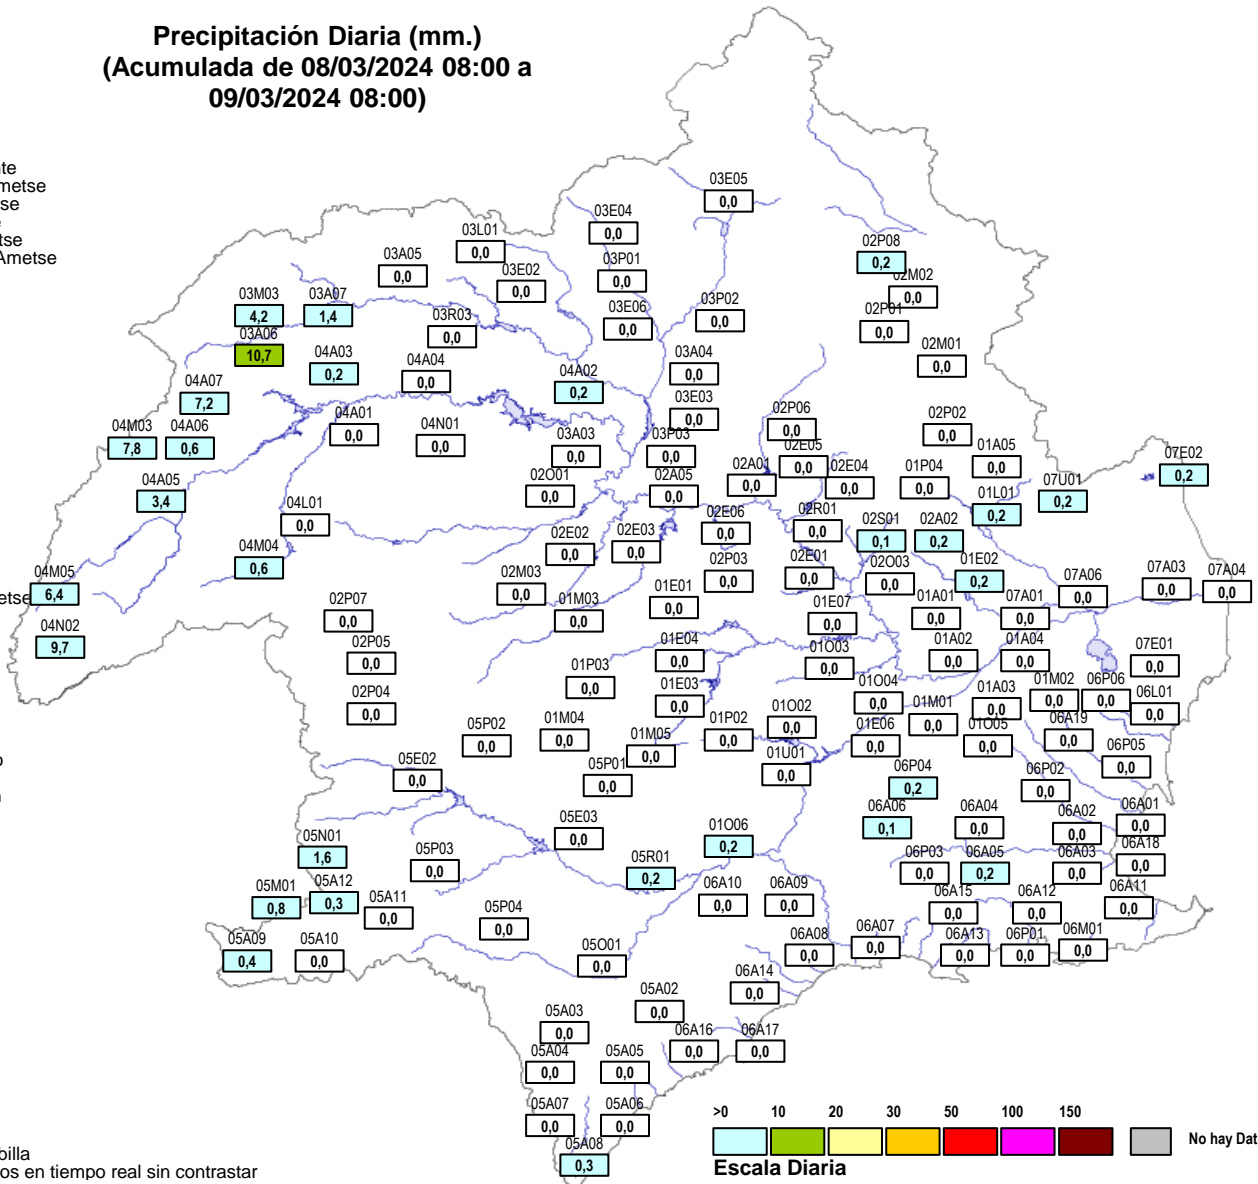 Precipitación Diaria (mm.)
(Acumulada de 08/03/2024 08:00 a
09/03/2024 08:00)
nte
metse
tse
e
tse
Ametse
03E05
0,0
03E04
0,0
03L01
0,0
03A05
0,0
03E02
0,0
03P01
0,0
02P08
0,2
02M02
0,0
03M03
4,2
03A07
1,4
03R03
0,0
03E06
0,0
03P02
0,0
02P01
0,0
03A06
10,7
04A03
0,2
04A04
0,0
04A02
0,2
03A04
0,0
02M01
0,0
04A07
7,2
04A01
0,0
04N01
0,0
03E03
0,0
02P06
0,0
02P02
0,0
04M03
7,8
04A06
0,6
03A03
0,0
03P03
0,0
02E05
0,0
01A05
0,0
07E02
0,2
04A05
3,4
02O01
0,0
02A05
0,0
02A01
0,0
02E04
0,0
01P04
0,0
01L01
0,2
07U01
0,2
04L01
0,0
02E02
0,0
02E03
0,0
02E06
0,0
02R01
0,0
02S01
0,1
02A02
0,2
04M04
0,6
04M05
6,4
etse
02M03
0,0
01M03
0,0
01E01
0,0
02P03
0,0
02E01
0,0
02O03
0,0
01E02
0,2
07A06
0,0
07A03
0,0
07A04
0,0
02P07
0,0
01E07
0,0
01A01
0,0
07A01
0,0
04N02
9,7
02P05
0,0
01E04
0,0
01O03
0,0
01A02
0,0
01A04
0,0
07E01
0,0
01P03
0,0
02P04
0,0
01E03
0,0
01O04
0,0
01A03
0,0
01M02
0,0
06P06
0,0
06L01
0,0
05P02
0,0
01M04
0,0
01M05
0,0
01P02
0,0
01O02
0,0
01E06
0,0
01M01
0,0
01O05
0,0
06A19
0,0
06P05
0,0
05E02
0,0
05P01
0,0
01U01
0,0
06P04
0,2
06P02
0,0
05E03
0,0
01O06
0,2
06A06
0,1
06A04
0,0
06A02
0,0
06A01
0,0
05N01
1,6
05P03
0,0
05R01
0,2
06P03
0,0
06A05
0,2
06A03
0,0
06A18
0,0
05M01
0,8
05A12
0,3
05A11
0,0
05P04
0,0
06A10
0,0
06A09
0,0
06A15
0,0
06A12
0,0
06A11
0,0
05A09
0,4
05A10
0,0
05O01
0,0
06A08
0,0
06A07
0,0
06A13
0,0
06P01
0,0
06M01
0,0
05A02
0,0
06A14
0,0
05A03
0,0
06A16
0,0
06A17
0,0
05A04
0,0
05A05
0,0
05A07
0,0
05A06
0,0
05A08
0,3
>0 10 20 30 50 100 150
No hay Dat
Escala Diaria
billa
os en tiempo real sin contrastar